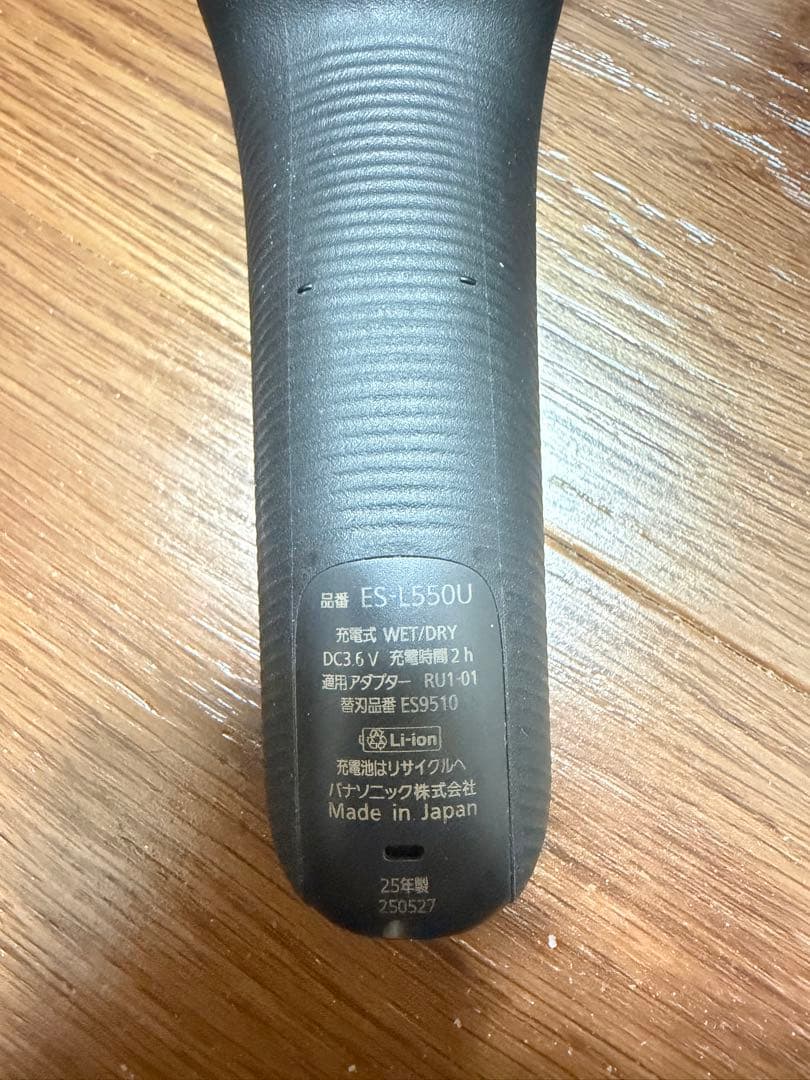 品番 ES-L550U
充電式 WET/DRY
DC3.6V 充電時間2h
適用アダプター RU1-01
替刃品番 ES9510
Li-ion
充電池はリサイクルへ
パナソニック株式会社
Made in Japan
25年製
250527